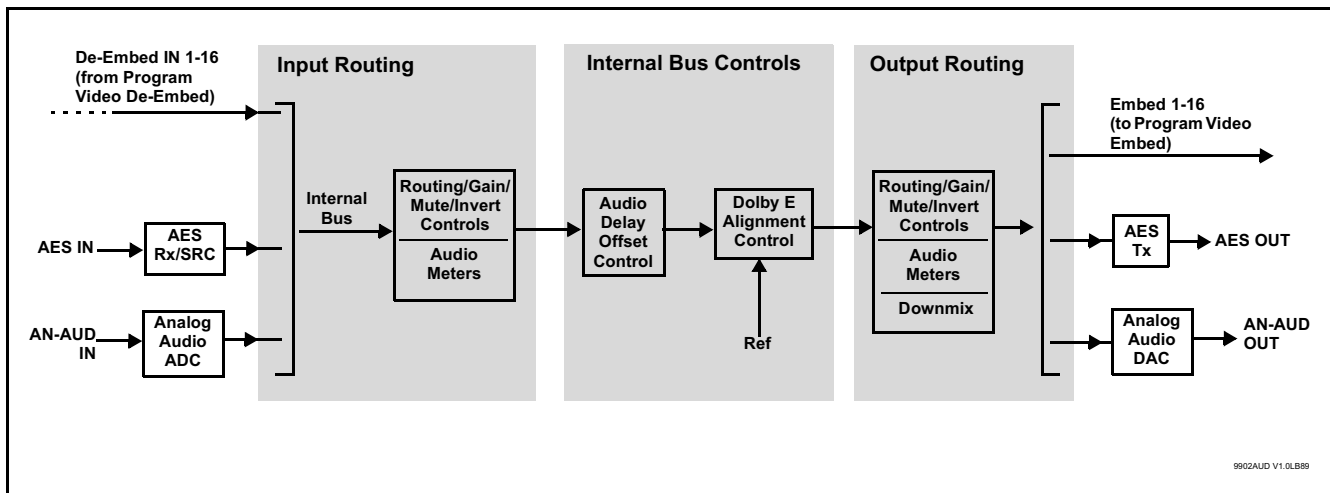 De-Embed IN 1-16
(from Program
Video De-Embed)
Input Routing
Internal Bus Controls
Output Routing
Embed 1-16
(to Program Video
Embed)
Internal
Bus
Routing/Gain/
Mute/Invert
Controls
Audio
Meters
Audio
Delay
Offset
Control
Dolby E
Alignment
Control
Routing/Gain/
Mute/Invert
Controls
Audio
Meters
Downmix
AES IN
AES
Rx/SRC
AES
Tx
AES OUT
AN-AUD
IN
Analog
Audio
ADC
Ref
Analog
Audio
DAC
AN-AUD
OUT
9902AUD V1.0LB89